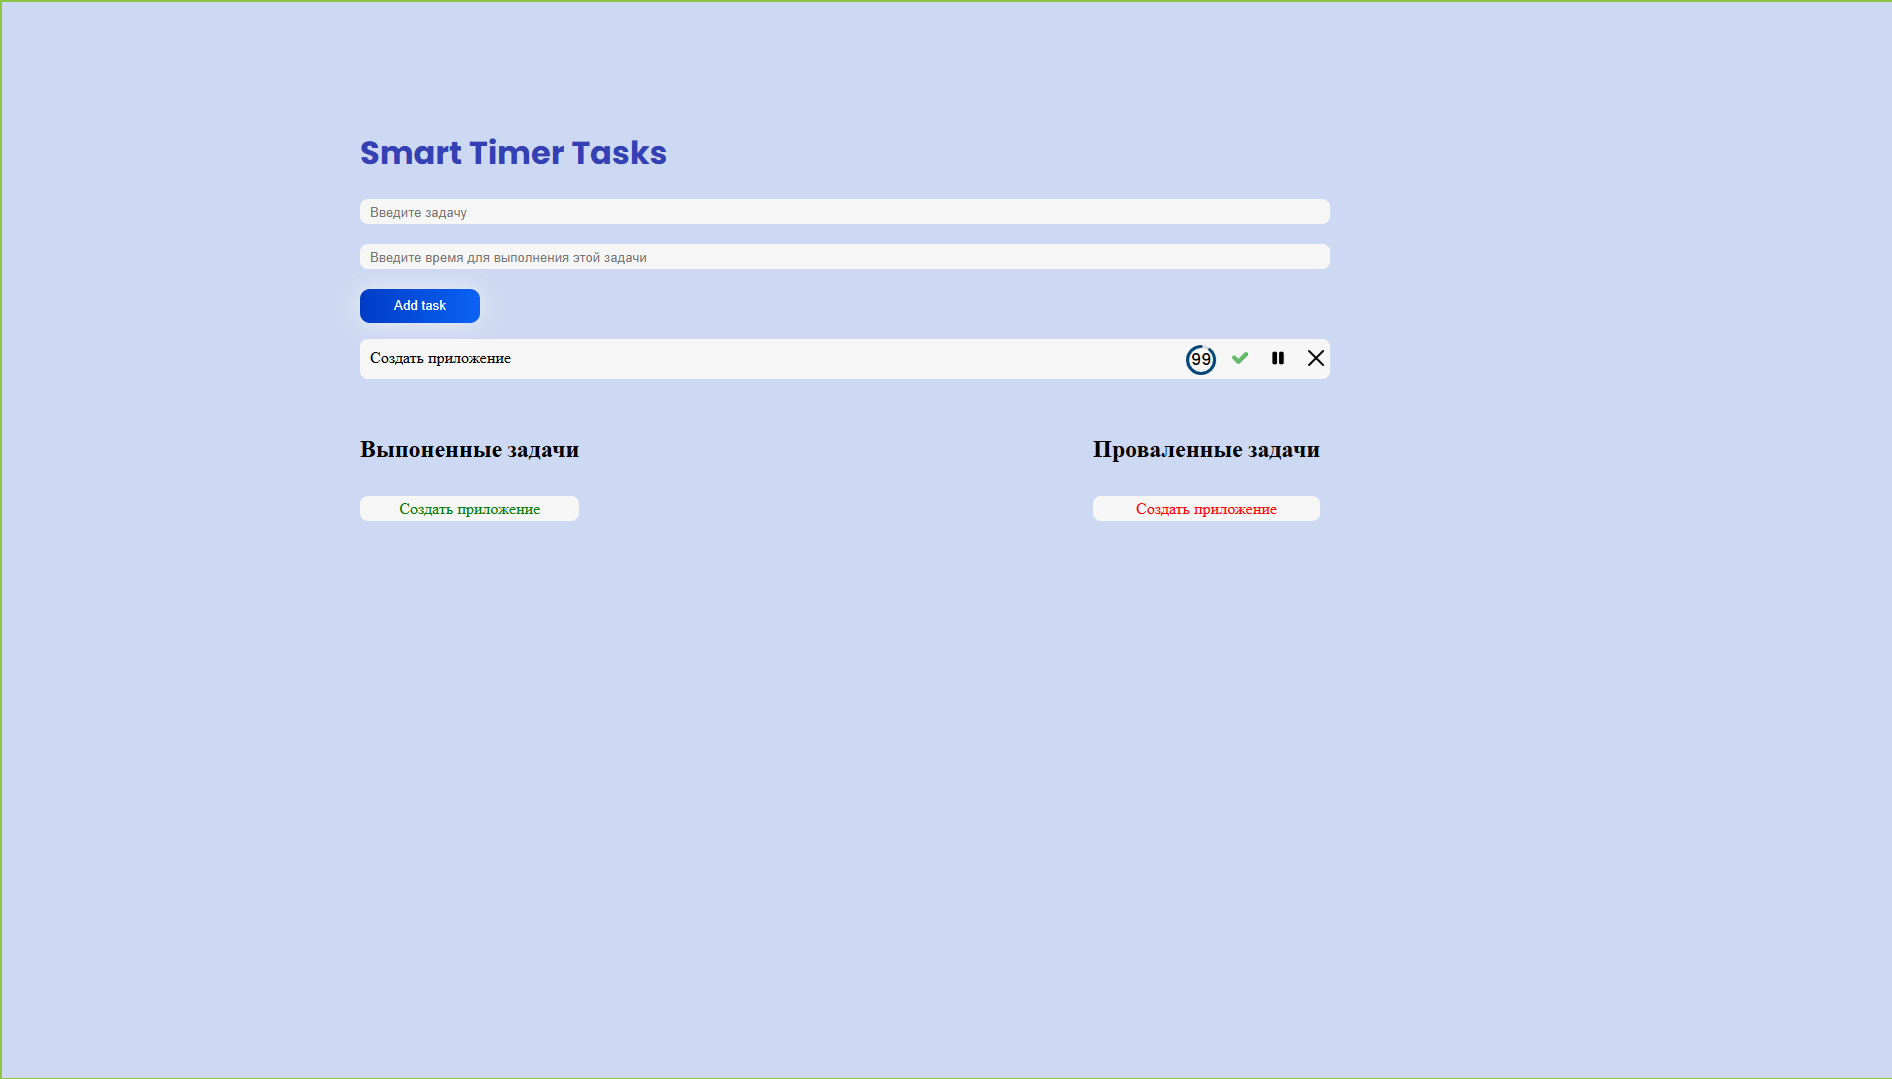 Smart Timer Tasks
Введите задачу
Введите время для выполнения этой задачи
Add task
Создать приложение 99
Выпоненные задачи Проваленные задачи
Создать приложение Создать приложение